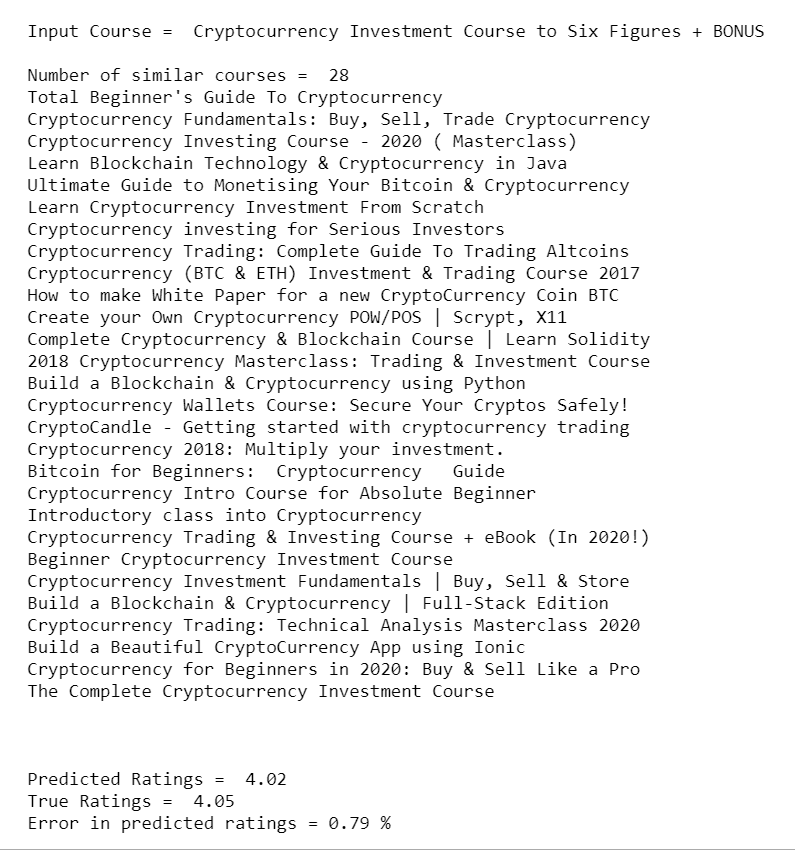 Input Course =  Cryptocurrency Investment Course to Six Figures + BONUS
Number of similar courses =  28
Total Beginner's Guide To Cryptocurrency
Cryptocurrency Fundamentals: Buy, Sell, Trade Cryptocurrency
Cryptocurrency Investing Course - 2020 ( Masterclass)
Learn Blockchain Technology & Cryptocurrency in Java
Ultimate Guide to Monetising Your Bitcoin & Cryptocurrency
Learn Cryptocurrency Investment From Scratch
Cryptocurrency investing for Serious Investors
Cryptocurrency Trading: Complete Guide To Trading Altcoins
Cryptocurrency (BTC & ETH) Investment & Trading Course 2017
How to make White Paper for a new CryptoCurrency Coin BTC
Create your Own Cryptocurrency POW/POS | Scrypt, X11
Complete Cryptocurrency & Blockchain Course | Learn Solidity
2018 Cryptocurrency Masterclass: Trading & Investment Course
Build a Blockchain & Cryptocurrency using Python
Cryptocurrency Wallets Course: Secure Your Cryptos Safely!
CryptoCandle - Getting started with cryptocurrency trading
Cryptocurrency 2018: Multiply your investment.
Bitcoin for Beginners:  Cryptocurrency   Guide
Cryptocurrency Intro Course for Absolute Beginner
Introductory class into Cryptocurrency
Cryptocurrency Trading & Investing Course + eBook (In 2020!)
Beginner Cryptocurrency Investment Course
Cryptocurrency Investment Fundamentals | Buy, Sell & Store
Build a Blockchain & Cryptocurrency | Full-Stack Edition
Cryptocurrency Trading: Technical Analysis Masterclass 2020
Build a Beautiful CryptoCurrency App using Ionic
Cryptocurrency for Beginners in 2020: Buy & Sell Like a Pro
The Complete Cryptocurrency Investment Course
Predicted Ratings =  4.02
True Ratings =  4.05
Error in predicted ratings = 0.79 %